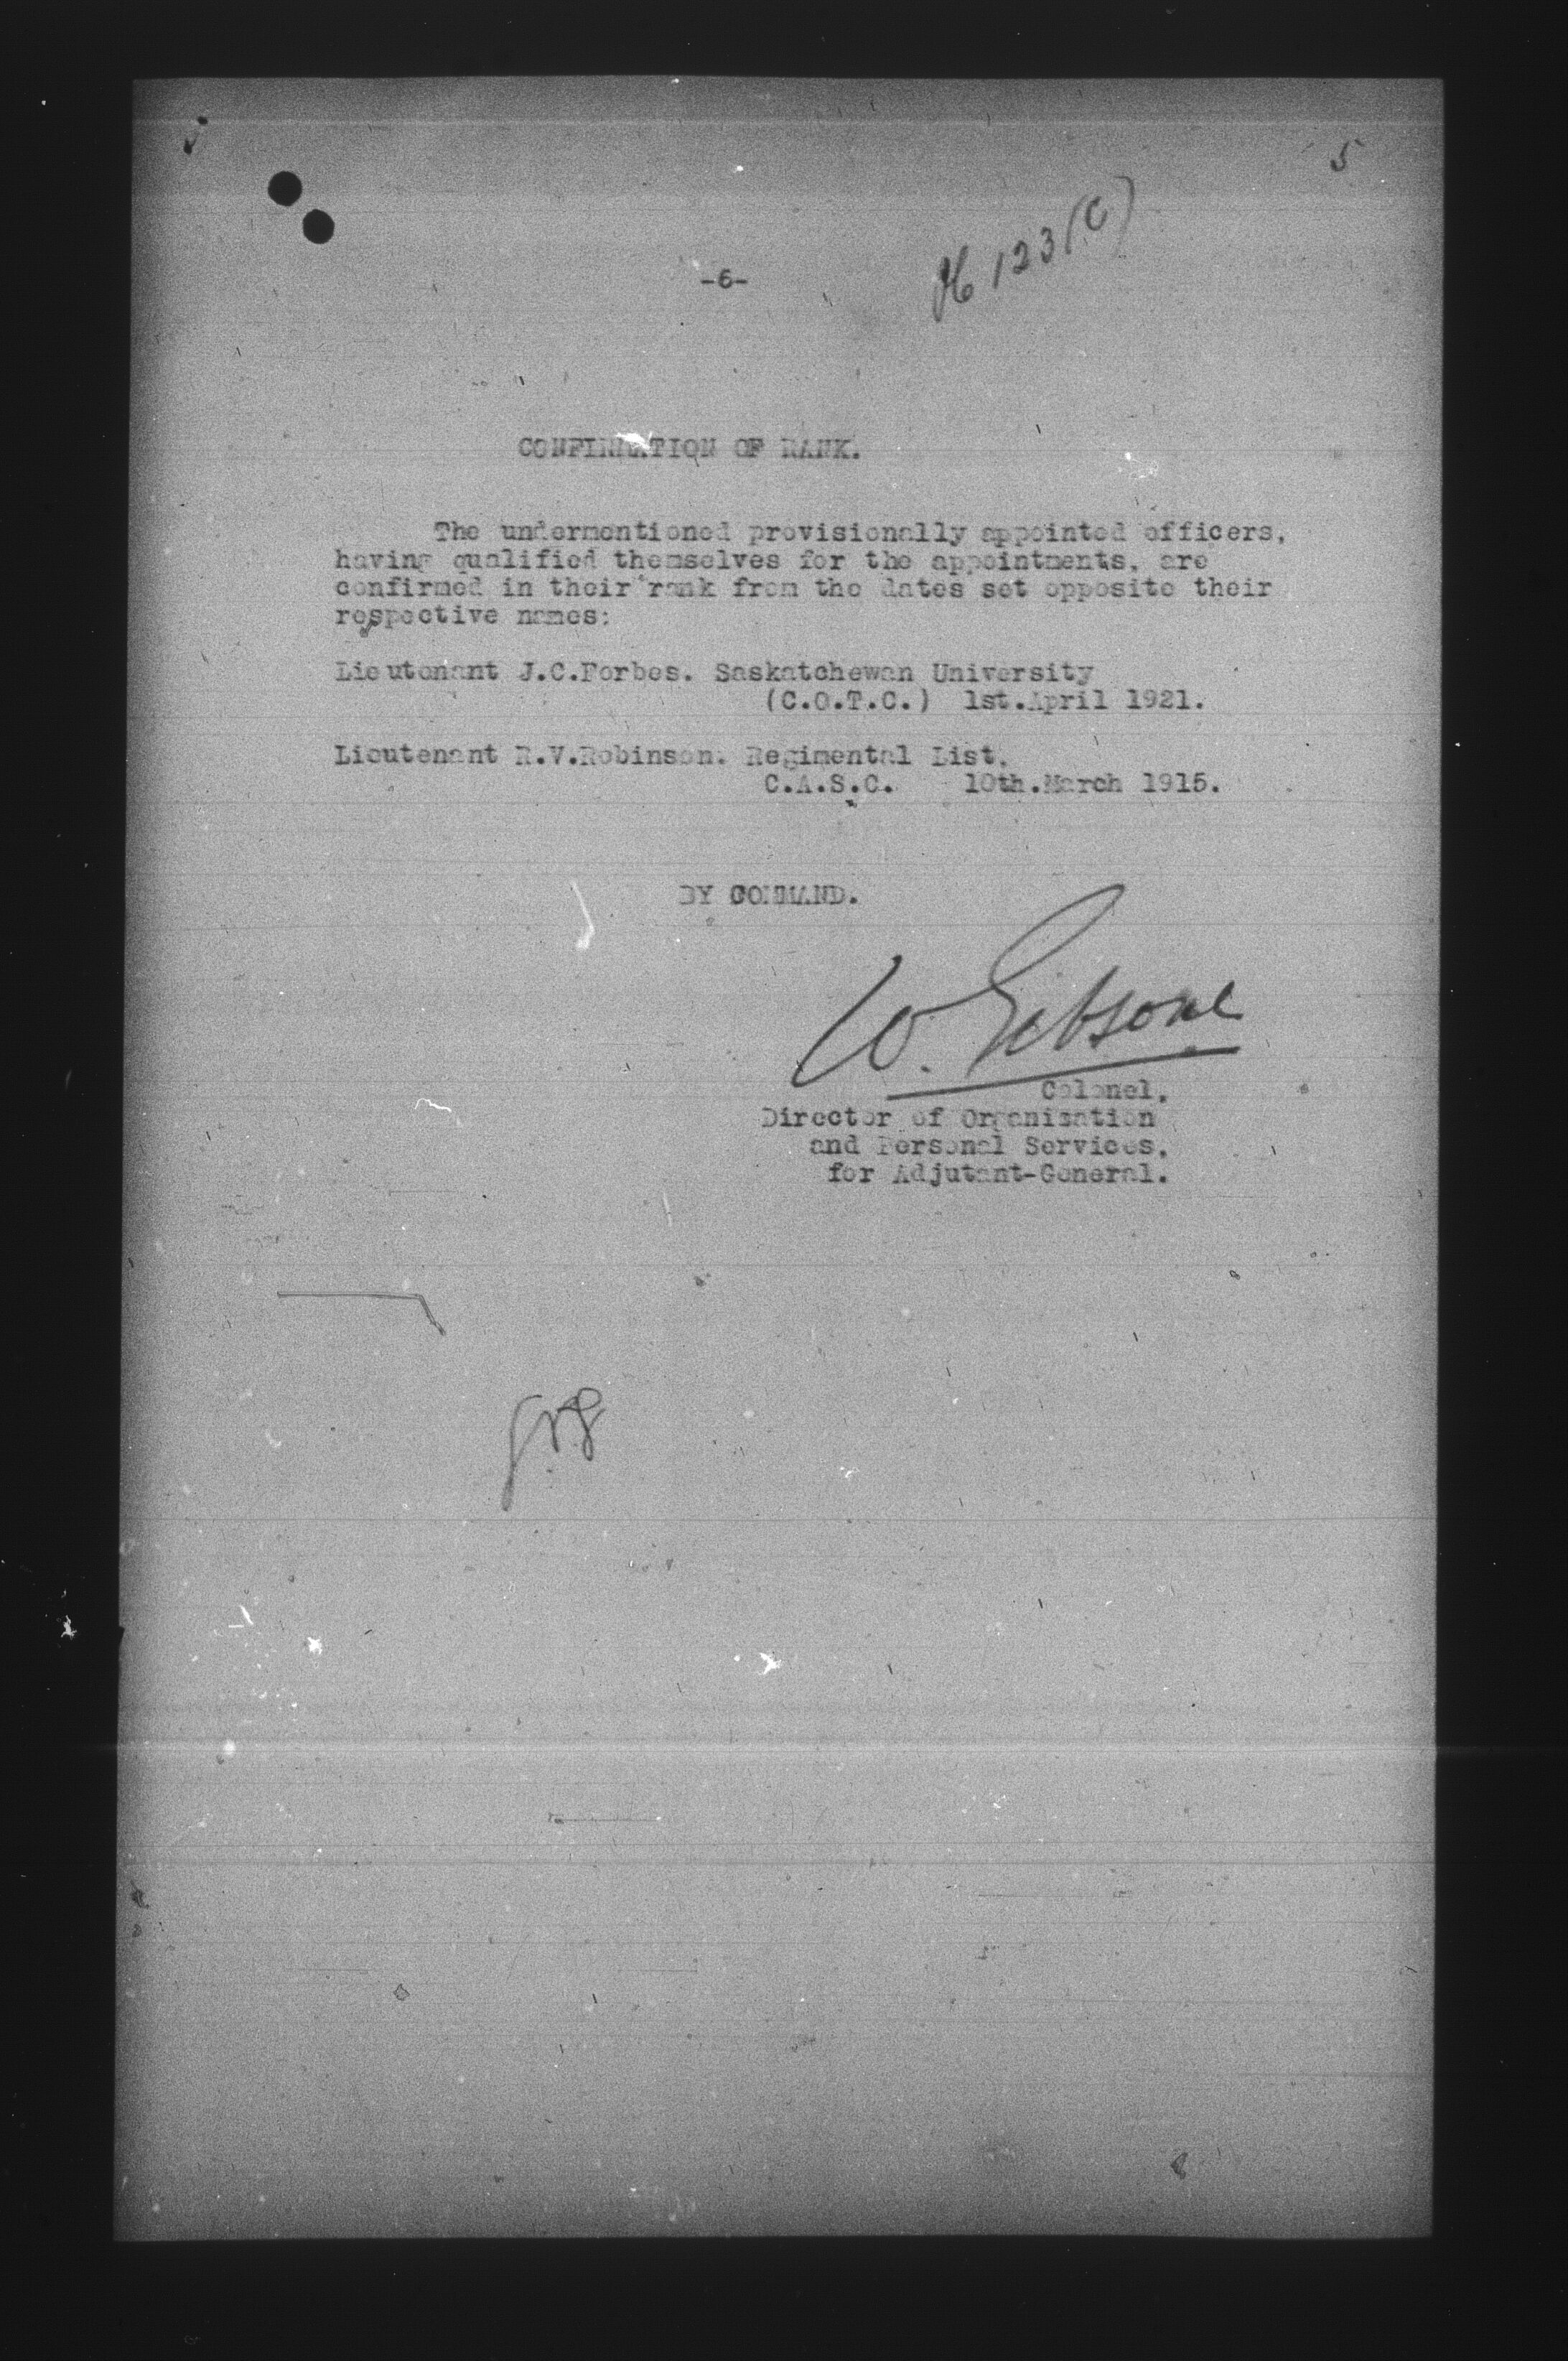 5
H 123(C)
-6-
CONFIRMATION OF RANK.
The undermentioned provisionally appointed officers,
having qualified themselves for the appointments, are
confirmed in their rank from the dates set opposite their
respective names:
Lieutenant J.C.Forbes. Saskatchewan University
(C.O.T.C.) 1st.April 1921.
Lieutenant R.V.Robinson. Regimental List,
C.A.S.C. 10th.March 1915.
BY COMMAND.
W. Gibsone
Colonel,
Director of Organization
and Personal Services,
for Adjutant-General.